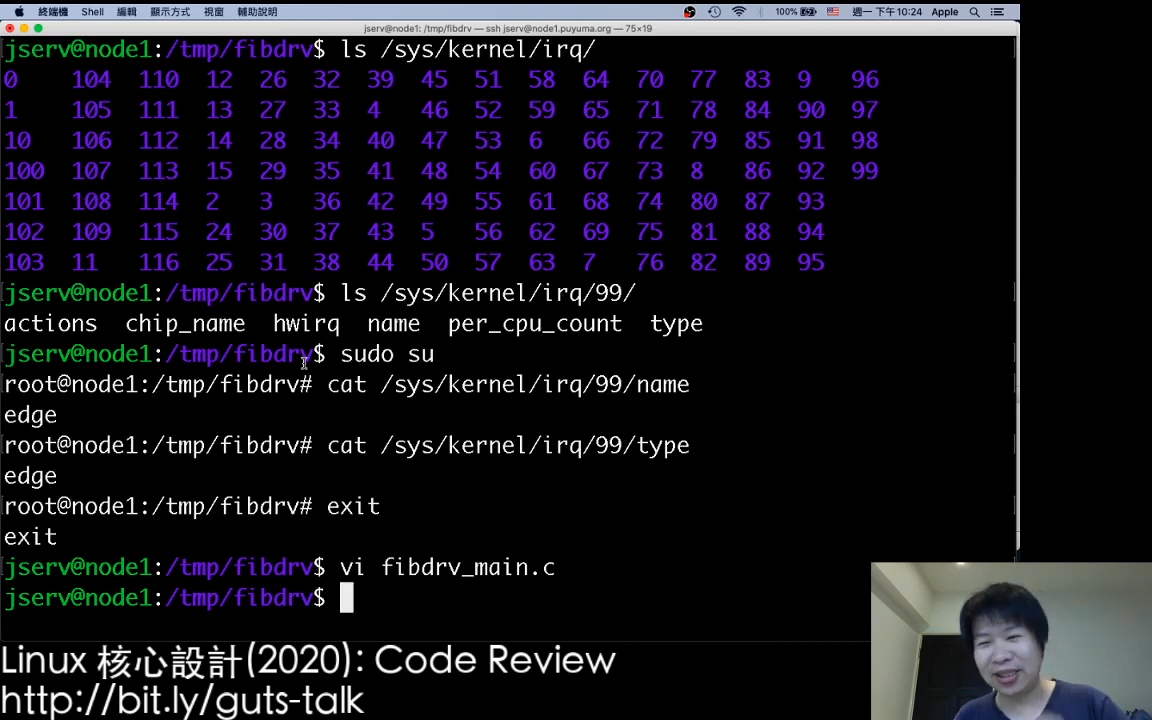 終端機 Shell 編輯 顯示方式 視窗 輔助說明 100% 週一 下午10:24 Apple
jserv@node1: /tmp/fibdrv — ssh jserv@node1.puyuma.org — 75×19
jserv@node1:/tmp/fibdrv$ ls /sys/kernel/irq/
0 104 110 12 26 32 39 45 51 58 64 70 77 83 9 96
1 105 111 13 27 33 4 46 52 59 65 71 78 84 90 97
10 106 112 14 28 34 40 47 53 6 66 72 79 85 91 98
100 107 113 15 29 35 41 48 54 60 67 73 8 86 92 99
101 108 114 2 3 36 42 49 55 61 68 74 80 87 93
102 109 115 24 30 37 43 5 56 62 69 75 81 88 94
103 11 116 25 31 38 44 50 57 63 7 76 82 89 95
jserv@node1:/tmp/fibdrv$ ls /sys/kernel/irq/99/
actions chip_name hwirq name per_cpu_count type
jserv@node1:/tmp/fibdrv$ sudo su
root@node1:/tmp/fibdrv# cat /sys/kernel/irq/99/name
edge
root@node1:/tmp/fibdrv# cat /sys/kernel/irq/99/type
edge
root@node1:/tmp/fibdrv# exit
exit
jserv@node1:/tmp/fibdrv$ vi fibdrv_main.c
jserv@node1:/tmp/fibdrv$
Linux 核心設計(2020): Code Review
http://bit.ly/guts-talk